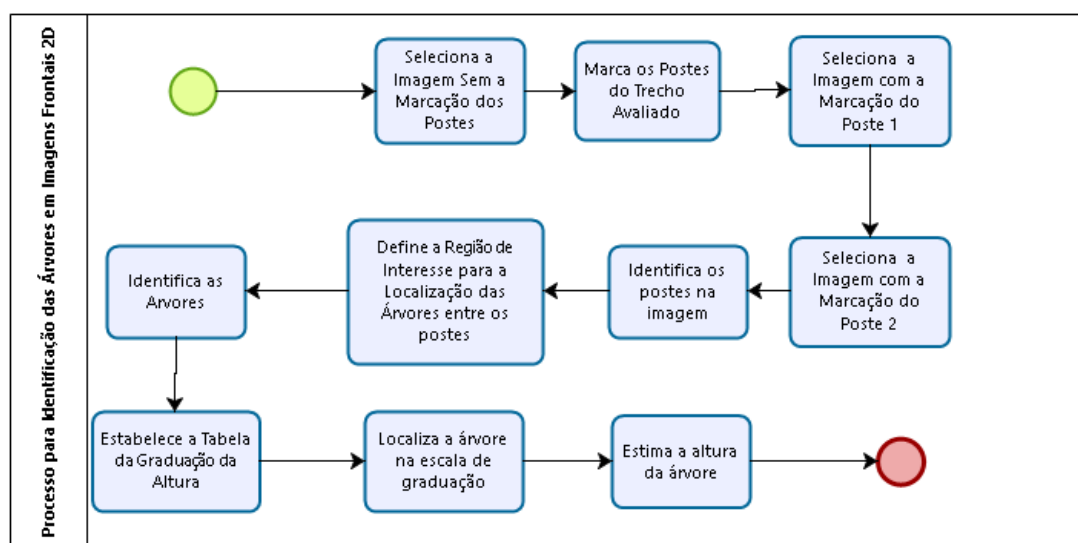 Processo para Identificação das Árvores em Imagens Frontais 2D
Seleciona a
Imagem Sem a
Marcação dos
Postes
Marca os Postes
do Trecho
Avaliado
Seleciona a
Imagem com a
Marcação do
Poste 1
Seleciona a
Imagem com a
Marcação do
Poste 2
Identifica os
postes na
imagem
Define a Região de
Interesse para a
Localização das
Árvores entre os
postes
Identifica as
Arvores
Estabelece a Tabela
da Graduação da
Altura
Localiza a árvore
na escala de
graduação
Estima a altura
da árvore